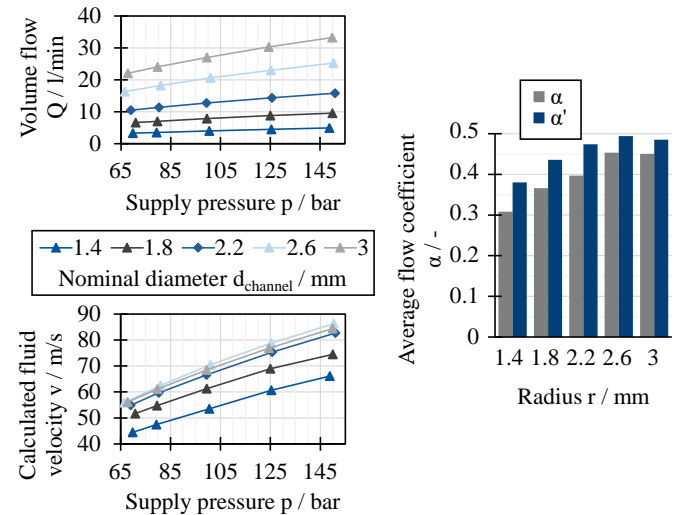 Volume flow
Q / l/min
40
30
20
10
0
65 85 105 125 145
Supply pressure p / bar
1.4 1.8 2.2 2.6 3
Nominal diameter dchannel / mm
Calculated fluid
velocity v / m/s
90
80
70
60
50
40
65 85 105 125 145
Supply pressure p / bar
α
α'
Average flow coefficient
α / -
0.5
0.4
0.3
0.2
0.1
0
1.4 1.8 2.2 2.6 3
Radius r / mm